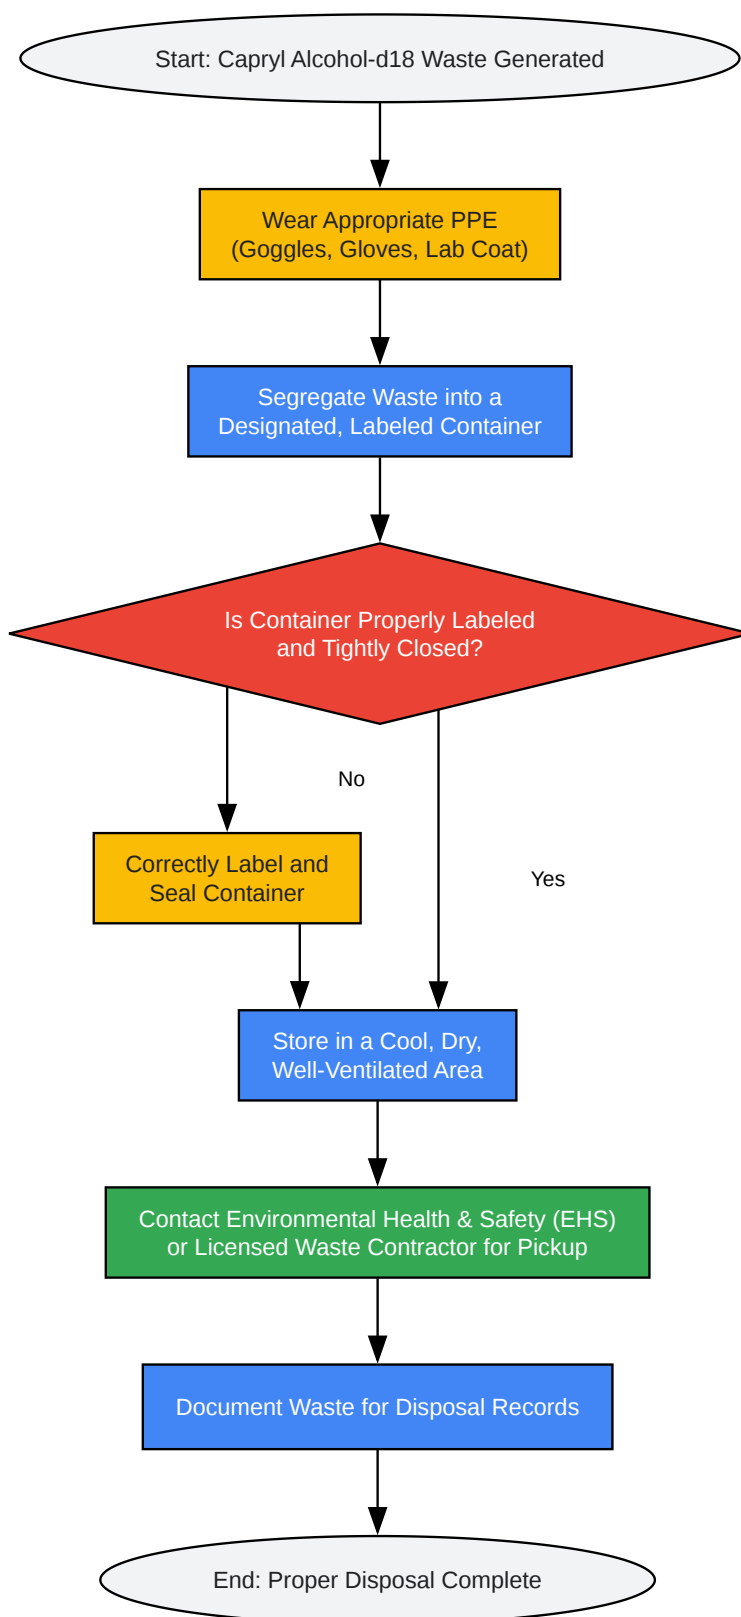 Start: Capryl Alcohol-d18 Waste Generated
Wear Appropriate PPE
(Goggles, Gloves, Lab Coat)
Segregate Waste into a
Designated, Labeled Container
Is Container Properly Labeled
and Tightly Closed?
No
Correctly Label and
Seal Container
Yes
Store in a Cool, Dry,
Well-Ventilated Area
Contact Environmental Health & Safety (EHS)
or Licensed Waste Contractor for Pickup
Document Waste for Disposal Records
End: Proper Disposal Complete